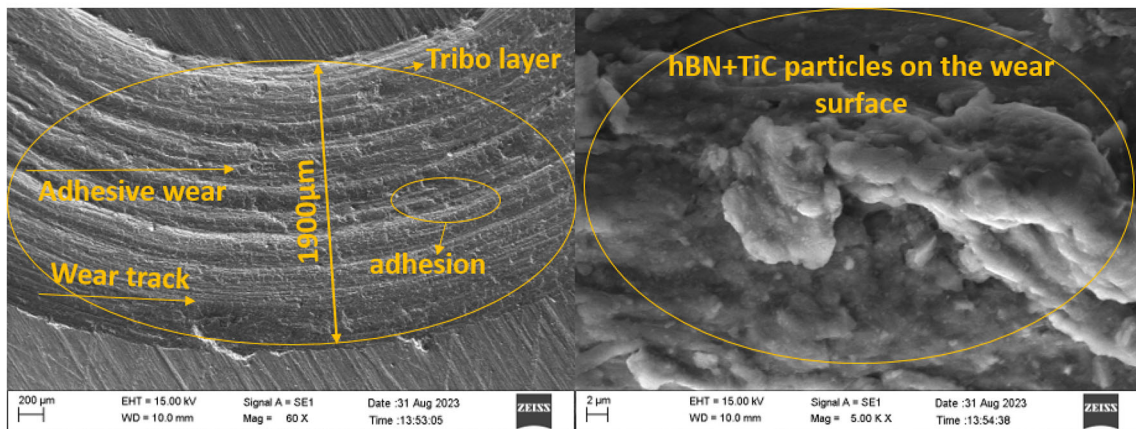 Tribo layer
Adhesive wear
1900μm
adhesion
Wear track
200 μm
EHT = 15.00 kV
WD = 10.0 mm
Signal A = SE1
Mag = 60 X
Date :31 Aug 2023
Time :13:53:05
ZEISS
hBN+TiC particles on the wear
surface
2 μm
EHT = 15.00 kV
WD = 10.0 mm
Signal A = SE1
Mag = 5.00 K X
Date :31 Aug 2023
Time :13:54:38
ZEISS